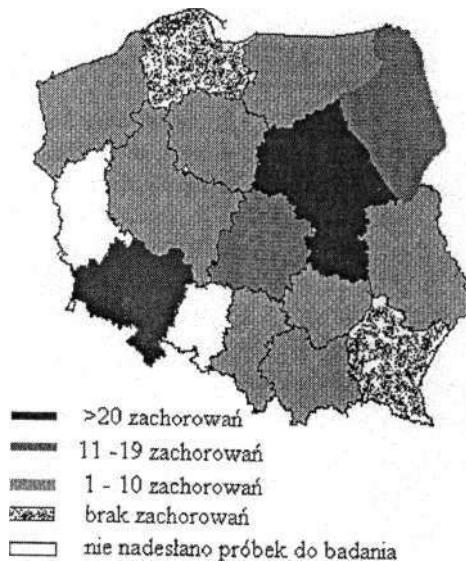 >20 zachorowań
11 -19 zachorowań
1 - 10 zachorowań
brak zachorowań
nie nadesłano próbek do badania